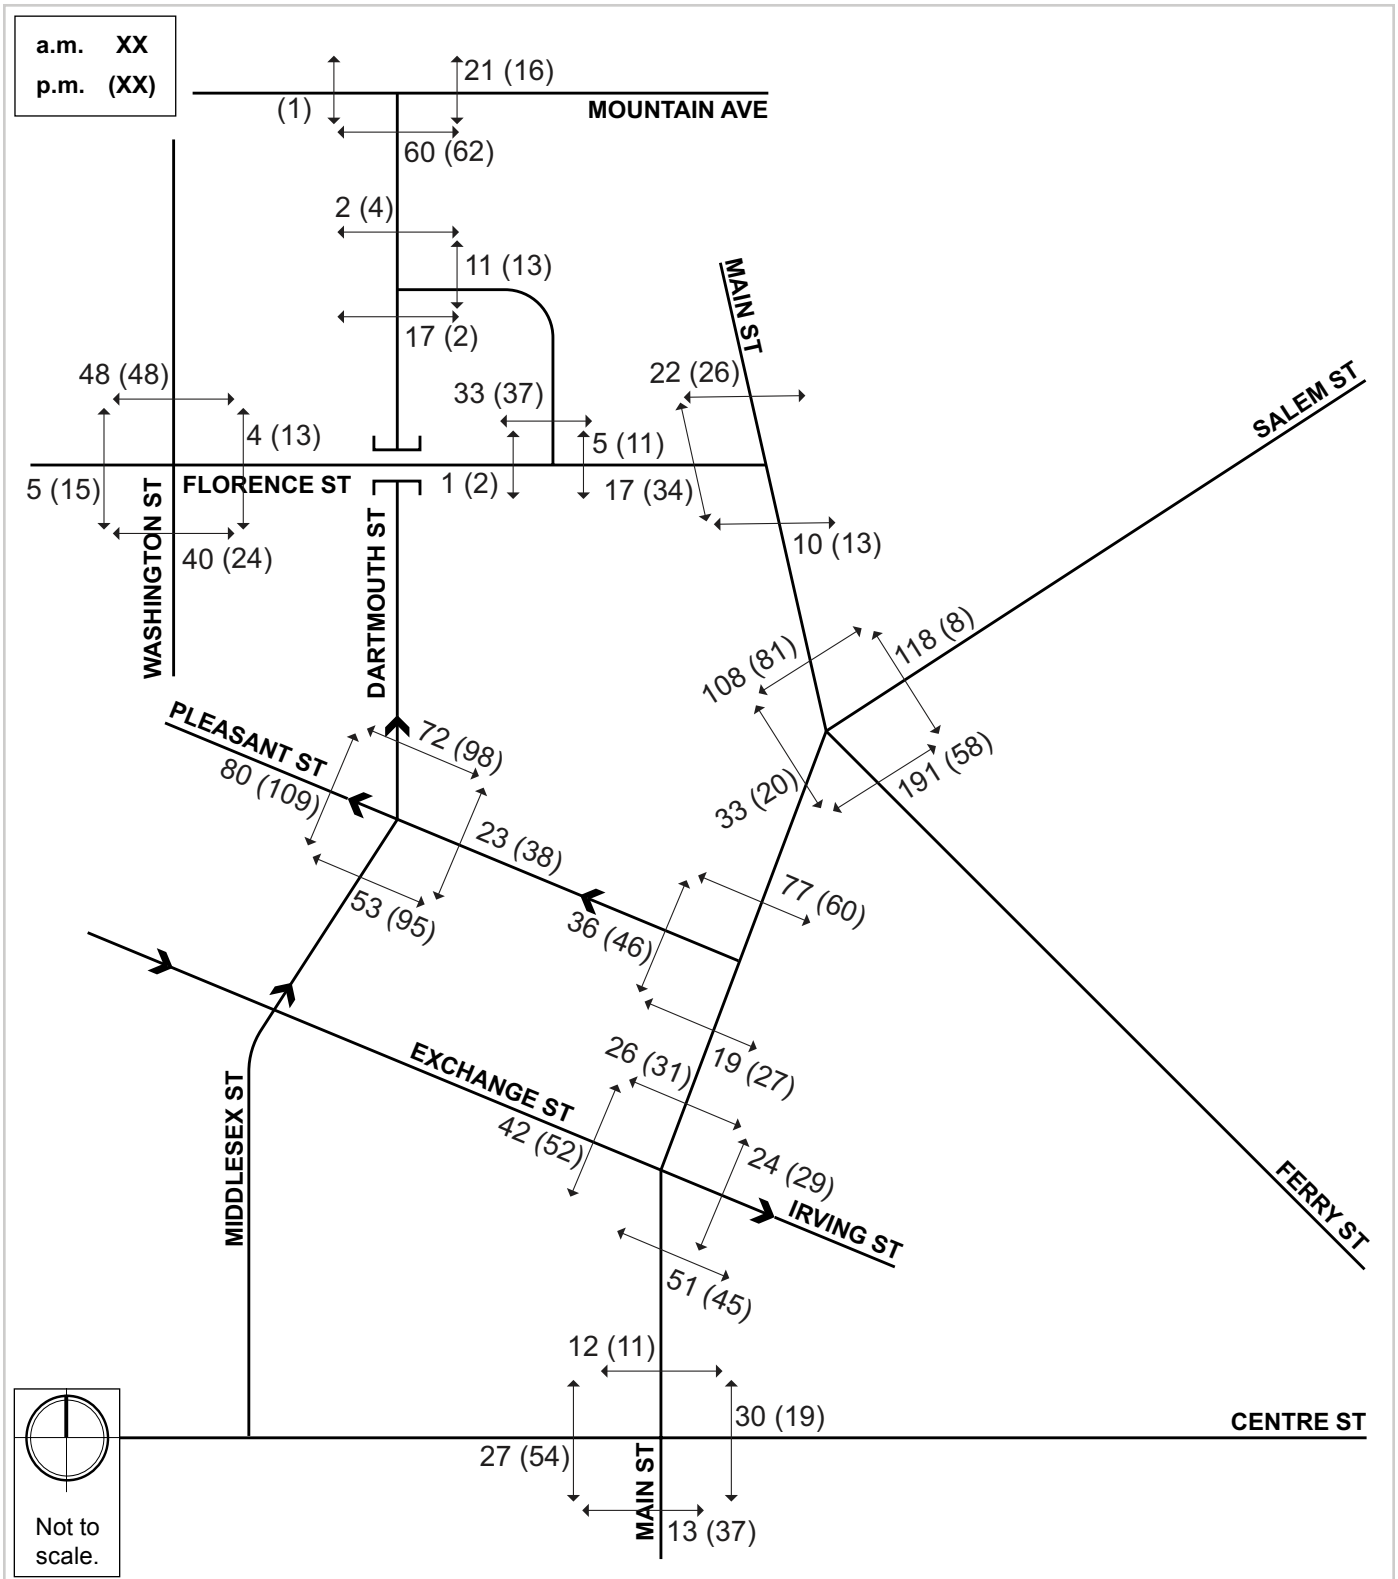 a.m. XX
p.m. (XX)
21 (16)
(1)
MOUNTAIN AVE
60 (62)
2 (4)
11 (13)
17 (2)
MAIN ST
48 (48)
22 (26)
33 (37)
SALEM ST
4 (13)
5 (11)
5 (15)
FLORENCE ST
1 (2)
17 (34)
40 (24)
10 (13)
WASHINGTON ST
DARTMOUTH ST
108 (81)
118 (8)
PLEASANT ST
72 (98)
80 (109)
33 (20)
191 (58)
23 (38)
53 (95)
36 (46)
77 (60)
26 (31)
19 (27)
EXCHANGE ST
42 (52)
24 (29)
MIDDLESEX ST
IRVING ST
FERRY ST
51 (45)
12 (11)
30 (19)
CENTRE ST
27 (54)
MAIN ST
13 (37)
Not to
scale.